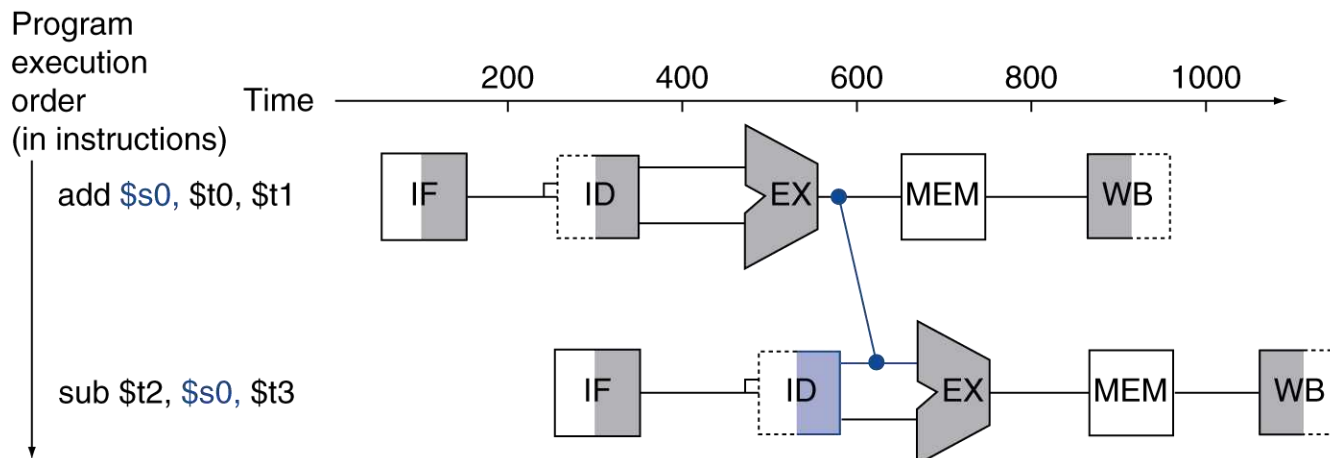 Program
execution
order
(in instructions)
Time
200 400 600 800 1000
add $s0, $t0, $t1
IF ID EX MEM WB
sub $t2, $s0, $t3
IF ID EX MEM WB